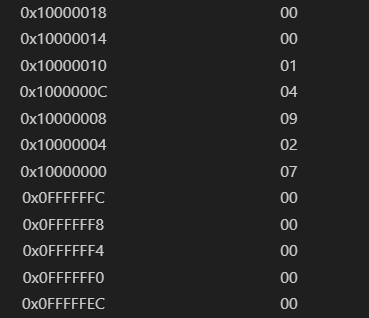 0x10000018 00
0x10000014 00
0x10000010 01
0x1000000C 04
0x10000008 09
0x10000004 02
0x10000000 07
0x0FFFFFFC 00
0x0FFFFFF8 00
0x0FFFFFF4 00
0x0FFFFFF0 00
0x0FFFFFEC 00